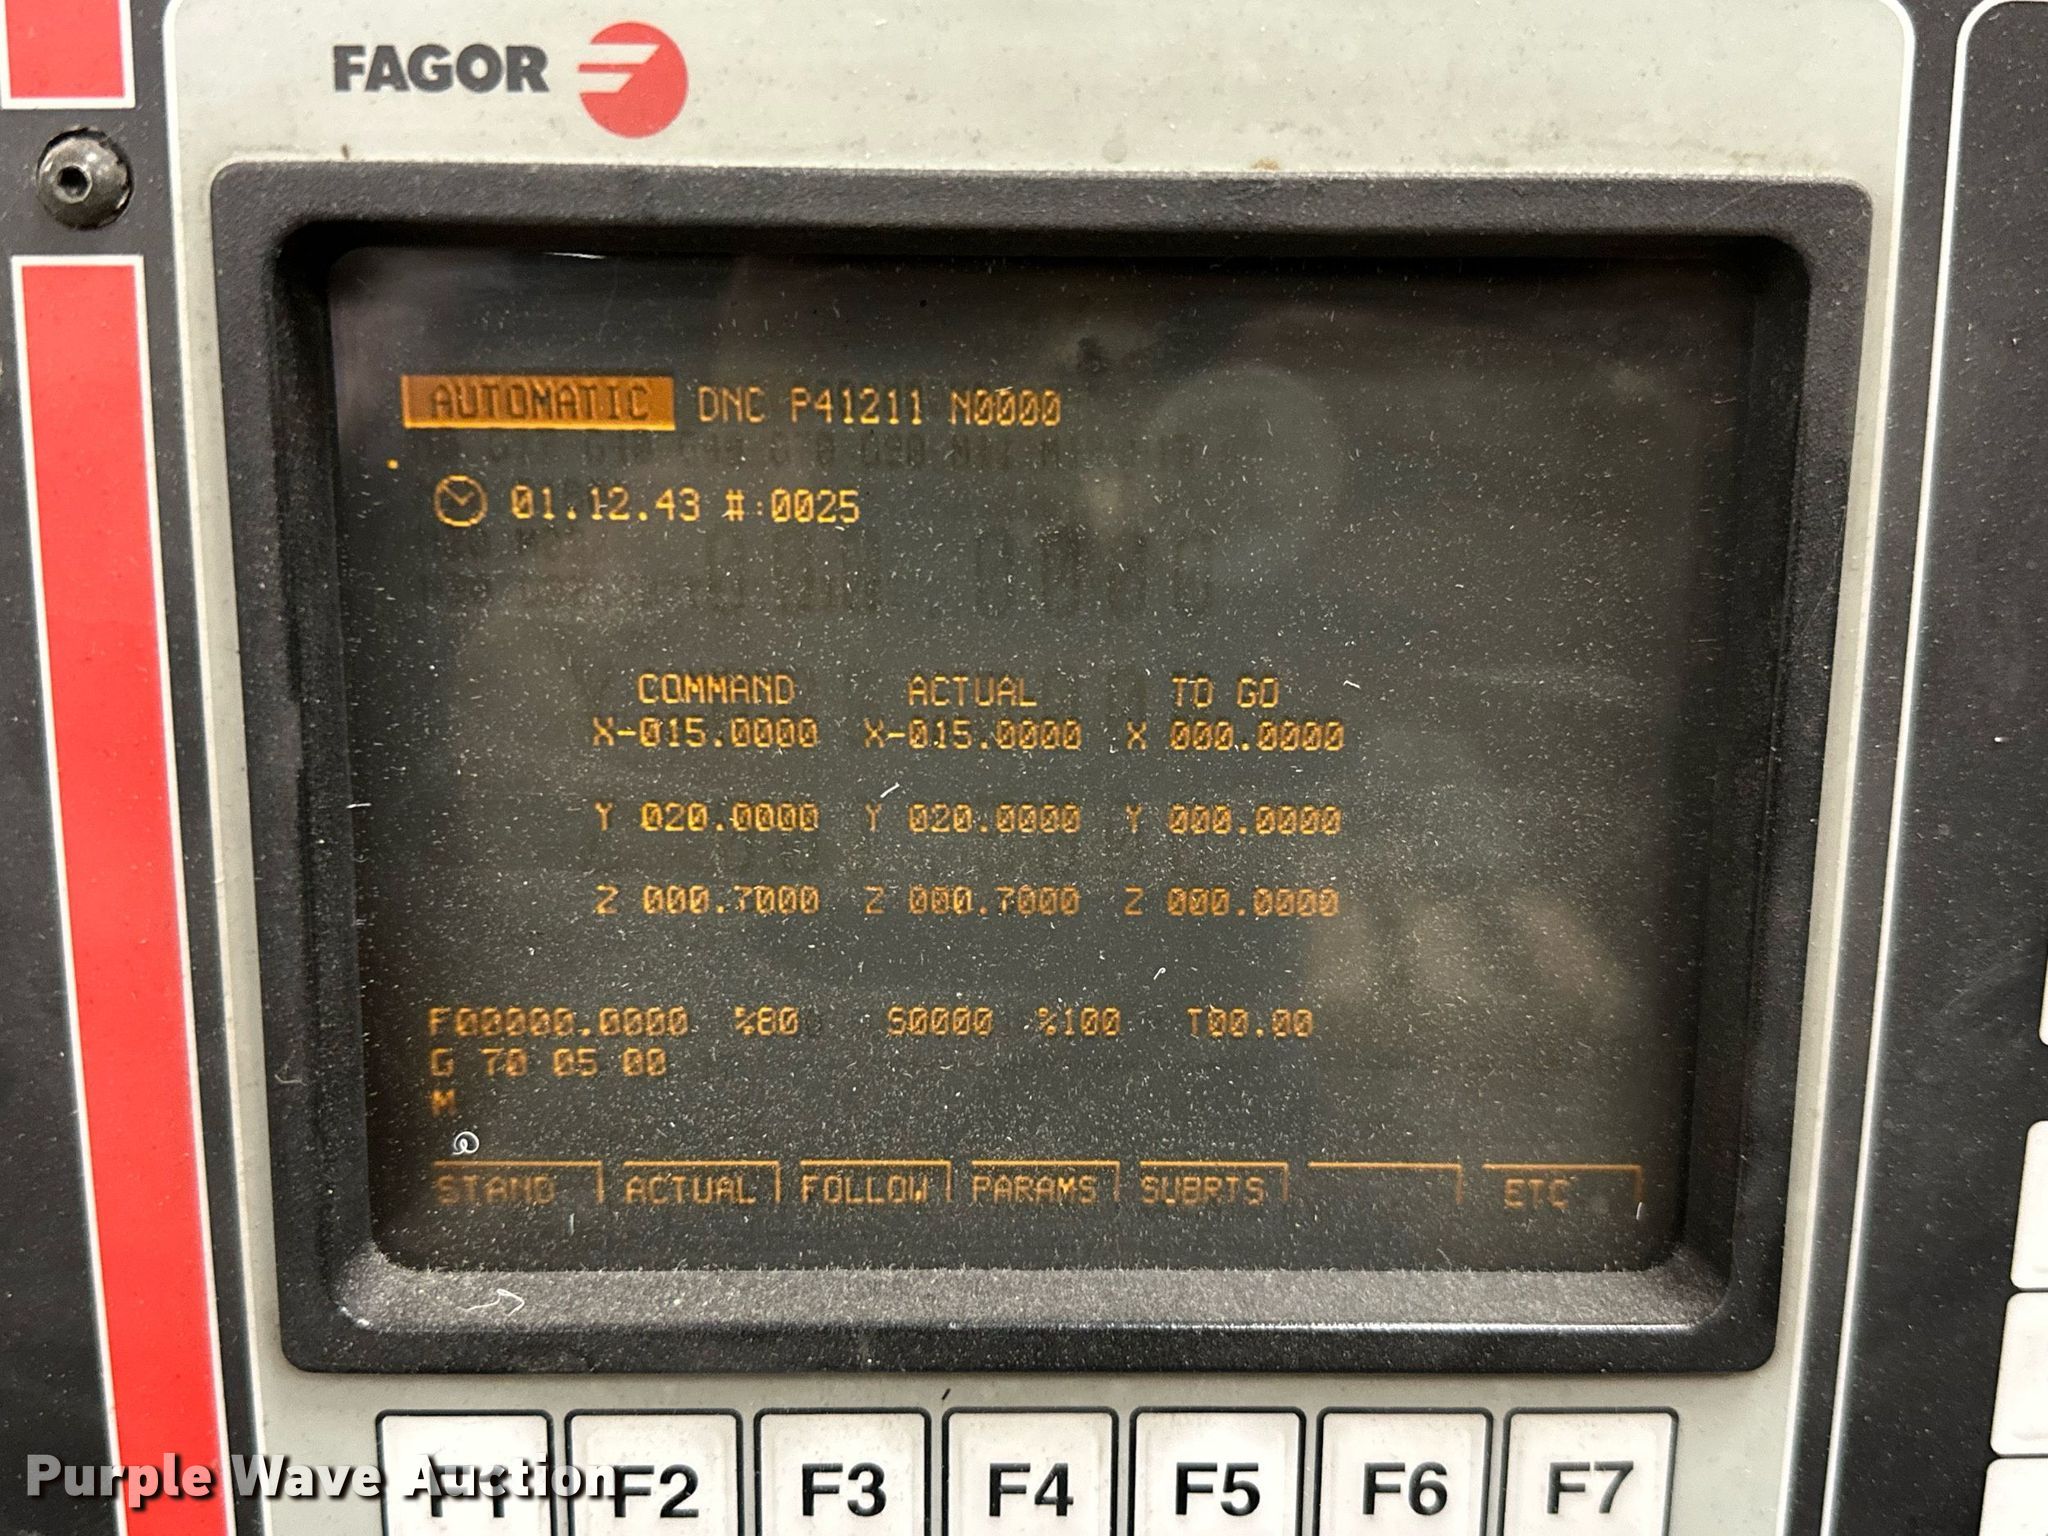 FAGOR
AUTOMATIC DNC P41211 N0000
01.12.43 #:0025
COMMAND ACTUAL TO GO
X-015.0000 X-015.0000 X 000.0000
Y 020.0000 Y 020.0000 Y 000.0000
Z 000.7000 Z 000.7000 Z 000.0000
F00000.0000 %80 S0000 %100 T00.00
G 70 05 00
M
STAND ACTUAL FOLLOW PARAMS SUBRTS ETC
F1 F2 F3 F4 F5 F6 F7
Purple Wave Auction